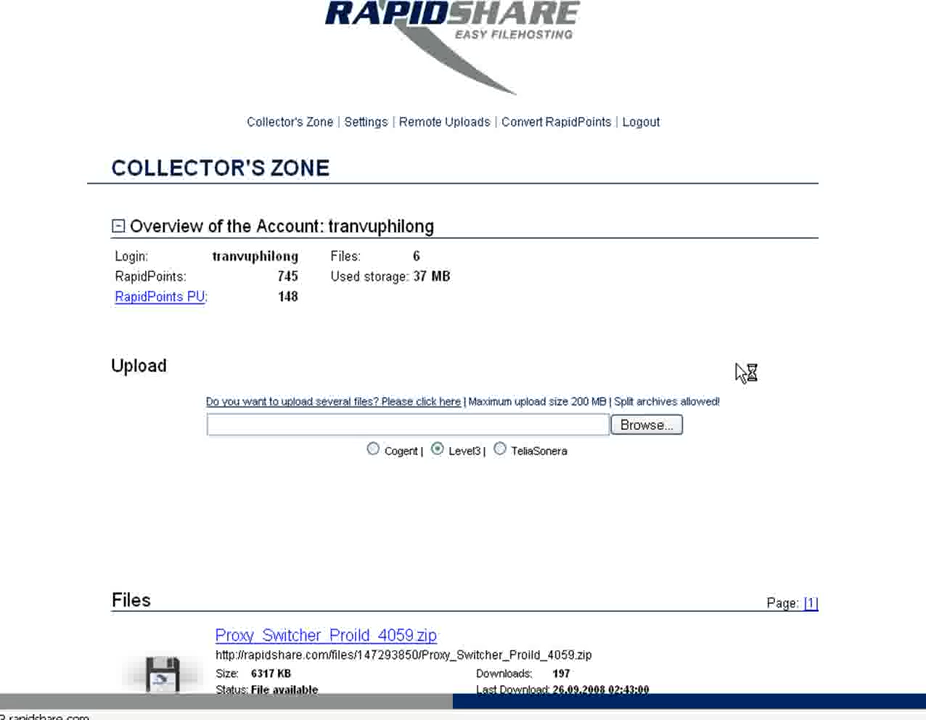 RAPIDSHARE
EASY FILEHOSTING
Collector's Zone | Settings | Remote Uploads | Convert RapidPoints | Logout
COLLECTOR'S ZONE
Overview of the Account: tranvuphilong
Login: tranvuphilong Files: 6
RapidPoints: 745 Used storage: 37 MB
RapidPoints PU: 148
Upload
Do you want to upload several files? Please click here | Maximum upload size 200 MB | Split archives allowed!
Browse...
Cogent | Level3 | TeliaSonera
Files Page: [1]
Proxy_Switcher_Proild_4059.zip
http://rapidshare.com/files/147293850/Proxy_Switcher_Proild_4059.zip
Size: 6317 KB Downloads: 197
Status: File available Last Download: 26.09.2008 02:43:00
rapidshare.com